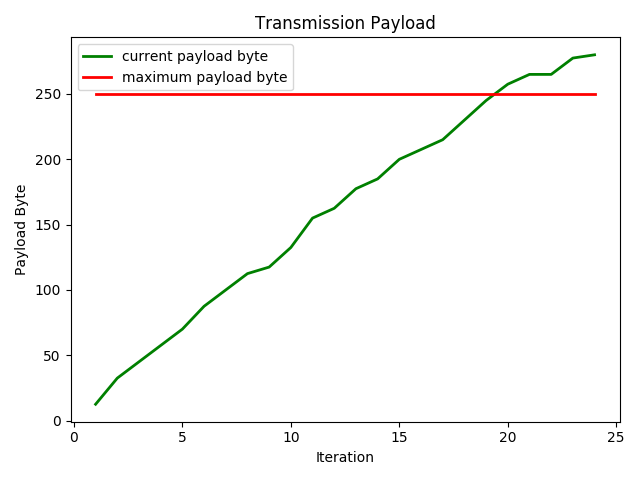 Transmission Payload
current payload byte
maximum payload byte
Payload Byte
250
200
150
100
50
0
0 5 10 15 20 25
Iteration